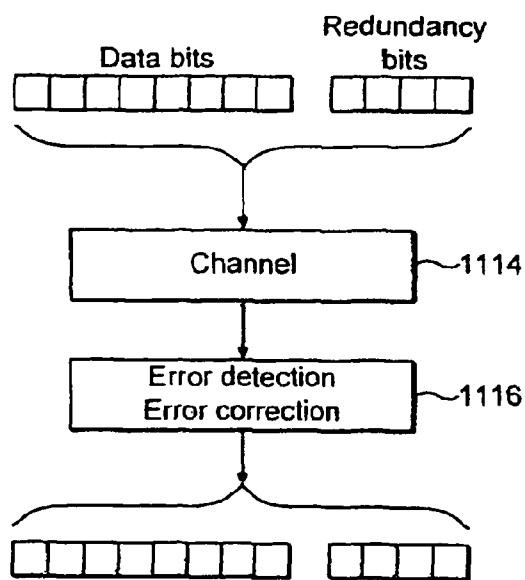 Redundancy
bits
Data bits
Channel
1114
Error detection
Error correction
1116